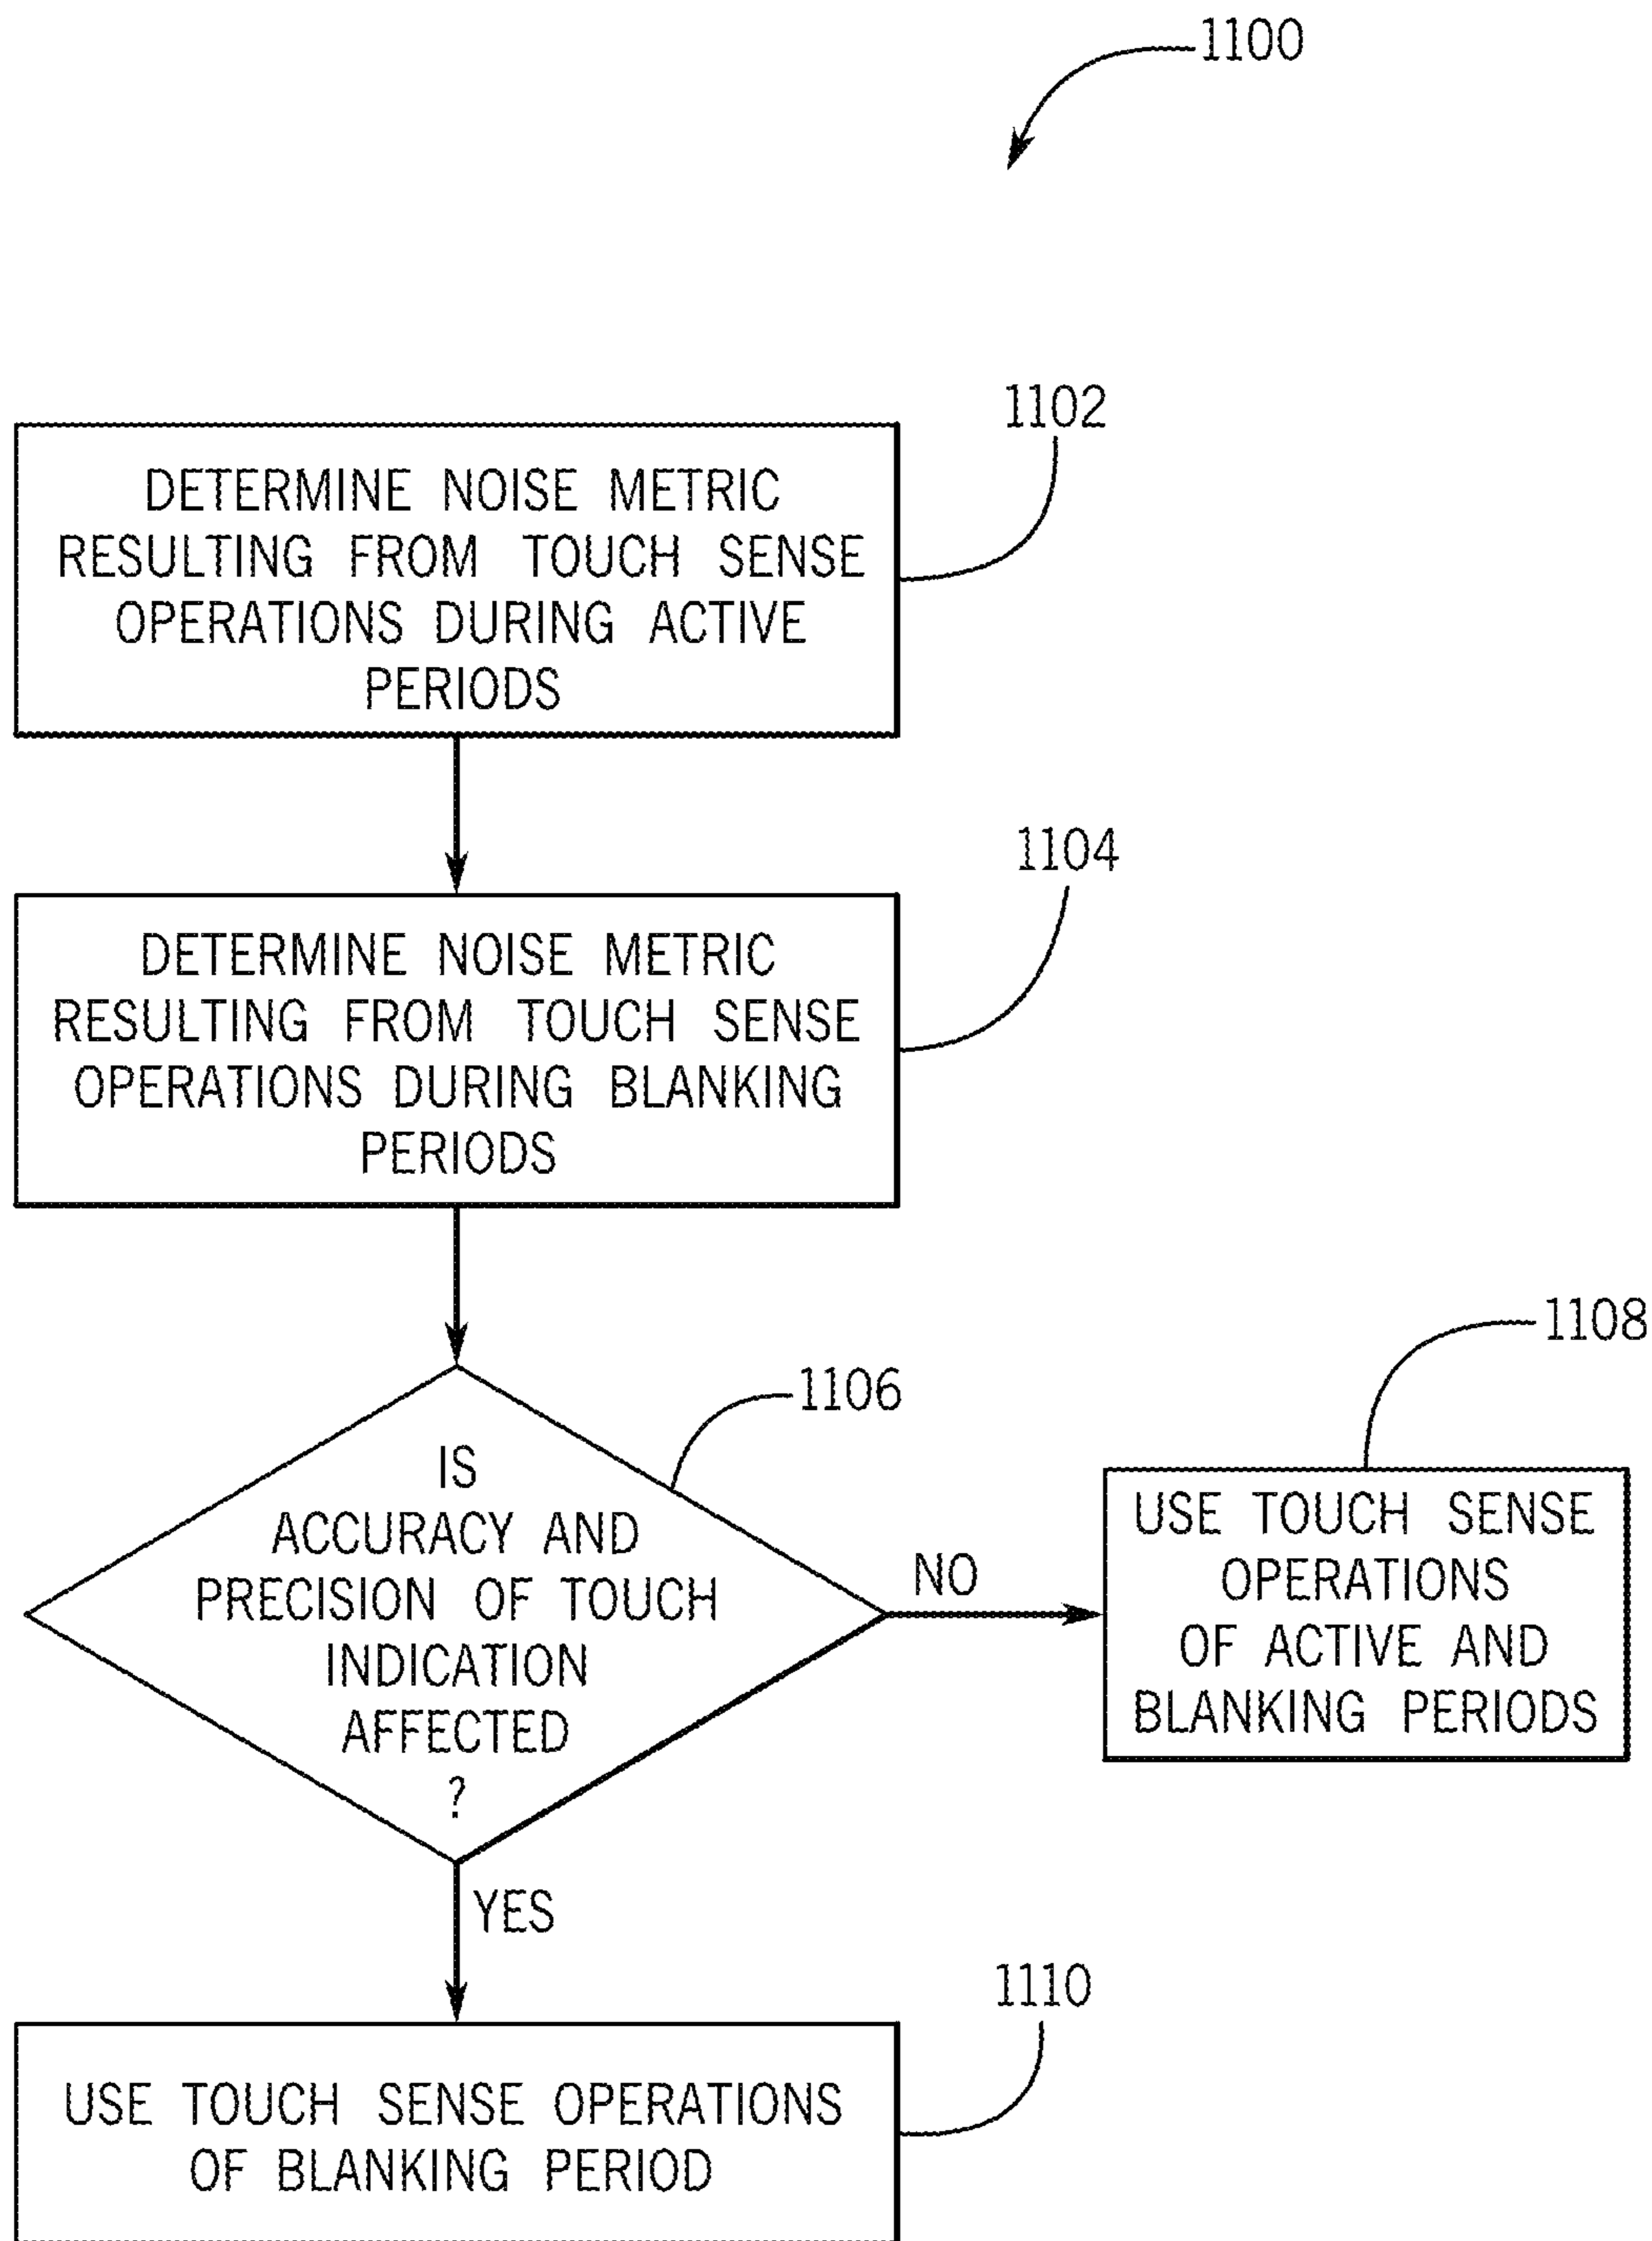 1100
1102
DETERMINE NOISE METRIC
RESULTING FROM TOUCH SENSE
OPERATIONS DURING ACTIVE
PERIODS
1104
DETERMINE NOISE METRIC
RESULTING FROM TOUCH SENSE
OPERATIONS DURING BLANKING
PERIODS
1106
IS
ACCURACY AND
PRECISION OF TOUCH
INDICATION
AFFECTED
?
NO
1108
USE TOUCH SENSE
OPERATIONS
OF ACTIVE AND
BLANKING PERIODS
YES
1110
USE TOUCH SENSE OPERATIONS
OF BLANKING PERIOD